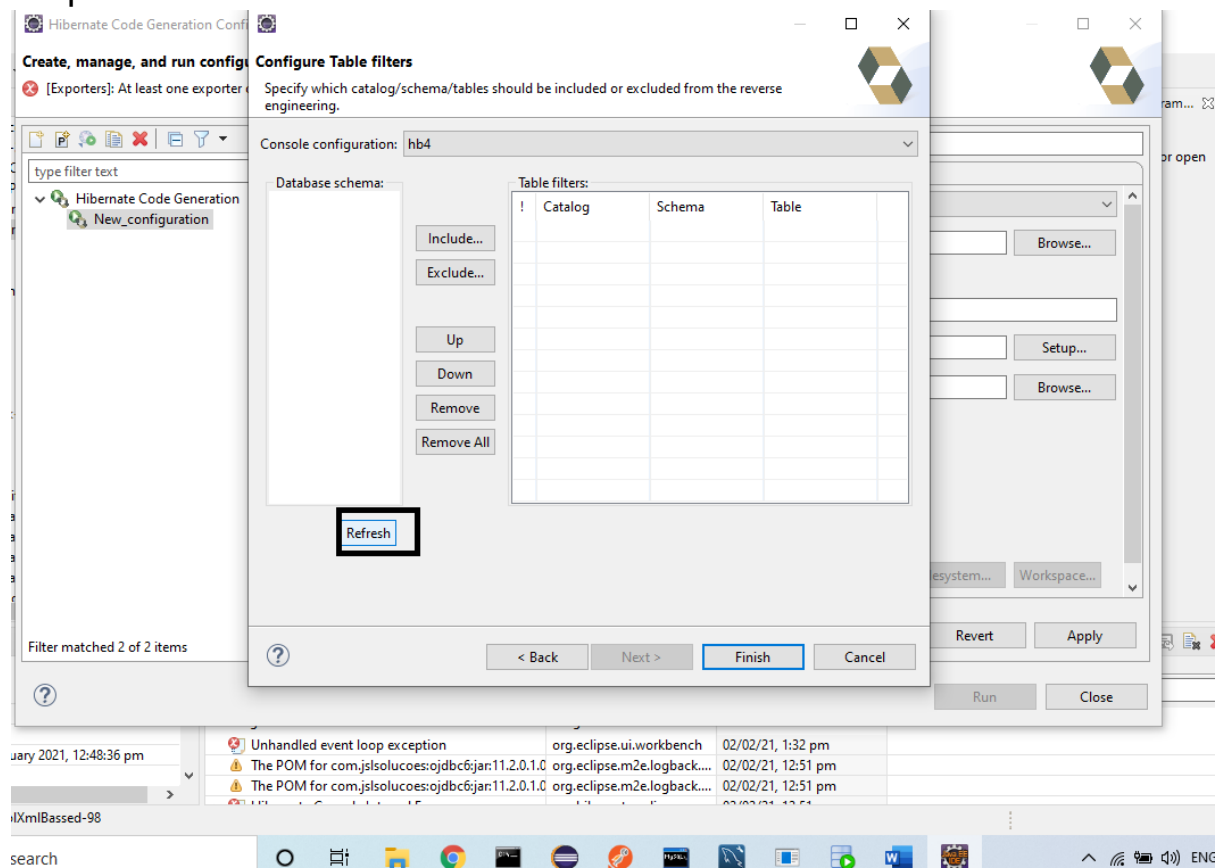 Hibernate Code Generation Confi
Create, manage, and run configu
[Exporters]: At least one exporter
type filter text
Hibernate Code Generation
New_configuration
Filter matched 2 of 2 items
Configure Table filters
Specify which catalog/schema/tables should be included or excluded from the reverse
engineering.
Console configuration: hb4
Database schema:
Table filters:
! Catalog Schema Table
Include...
Exclude...
Up
Down
Remove
Remove All
Refresh
< Back Next > Finish Cancel
ram...
or open
Browse...
Setup...
Browse...
esystem... Workspace...
Revert Apply
Run Close
uary 2021, 12:48:36 pm
Unhandled event loop exception org.eclipse.ui.workbench 02/02/21, 1:32 pm
The POM for com.jslsolucoes:ojdbc6:jar:11.2.0.1.0 org.eclipse.m2e.logback.... 02/02/21, 12:51 pm
The POM for com.jslsolucoes:ojdbc6:jar:11.2.0.1.0 org.eclipse.m2e.logback.... 02/02/21, 12:51 pm
lXmlBassed-98
search
ENG